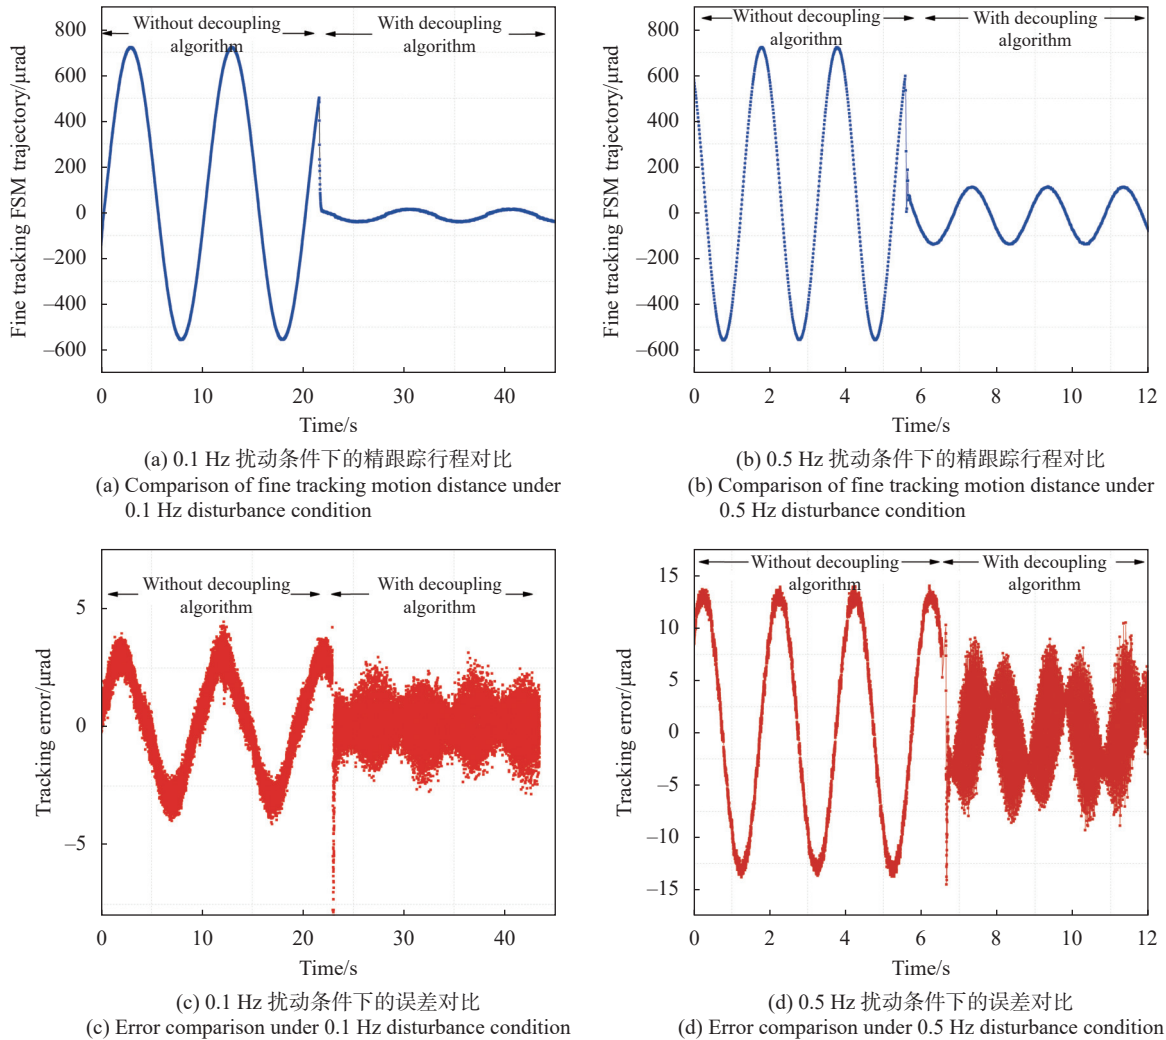 Without decoupling
algorithm
With decoupling
algorithm
800
600
400
200
0
–200
–400
–600
Fine tracking FSM trajectory/μrad
0
10
20
30
40
Time/s
(a) 0.1 Hz 扰动条件下的精跟踪行程对比
(a) Comparison of fine tracking motion distance under
0.1 Hz disturbance condition
Without decoupling
algorithm
With decoupling
algorithm
800
600
400
200
0
–200
–400
–600
Fine tracking FSM trajectory/μrad
0
2
4
6
8
10
12
Time/s
(b) 0.5 Hz 扰动条件下的精跟踪行程对比
(b) Comparison of fine tracking motion distance under
0.5 Hz disturbance condition
Without decoupling
algorithm
With decoupling
algorithm
5
0
–5
Tracking error/μrad
0
10
20
30
40
Time/s
(c) 0.1 Hz 扰动条件下的误差对比
(c) Error comparison under 0.1 Hz disturbance condition
Without decoupling
algorithm
With decoupling
algorithm
15
10
5
0
–5
–10
–15
Tracking error/μrad
0
2
4
6
8
10
12
Time/s
(d) 0.5 Hz 扰动条件下的误差对比
(d) Error comparison under 0.5 Hz disturbance condition